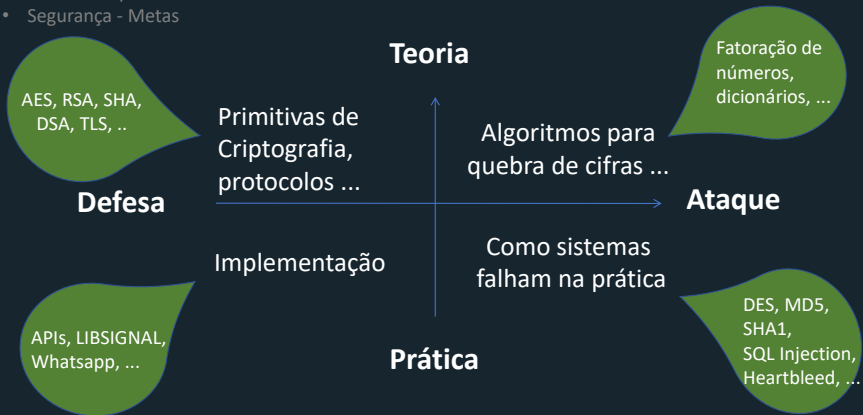 • Segurança - Metas
Teoria
Fatoração de
números,
dicionários, ...
AES, RSA, SHA,
DSA, TLS, ..
Primitivas de
Criptografia,
protocolos ...
Algoritmos para
quebra de cifras ...
Defesa
Ataque
Implementação
Como sistemas
falham na prática
APIs, LIBSIGNAL,
Whatsapp, ...
Prática
DES, MD5,
SHA1,
SQL Injection,
Heartbleed, ...